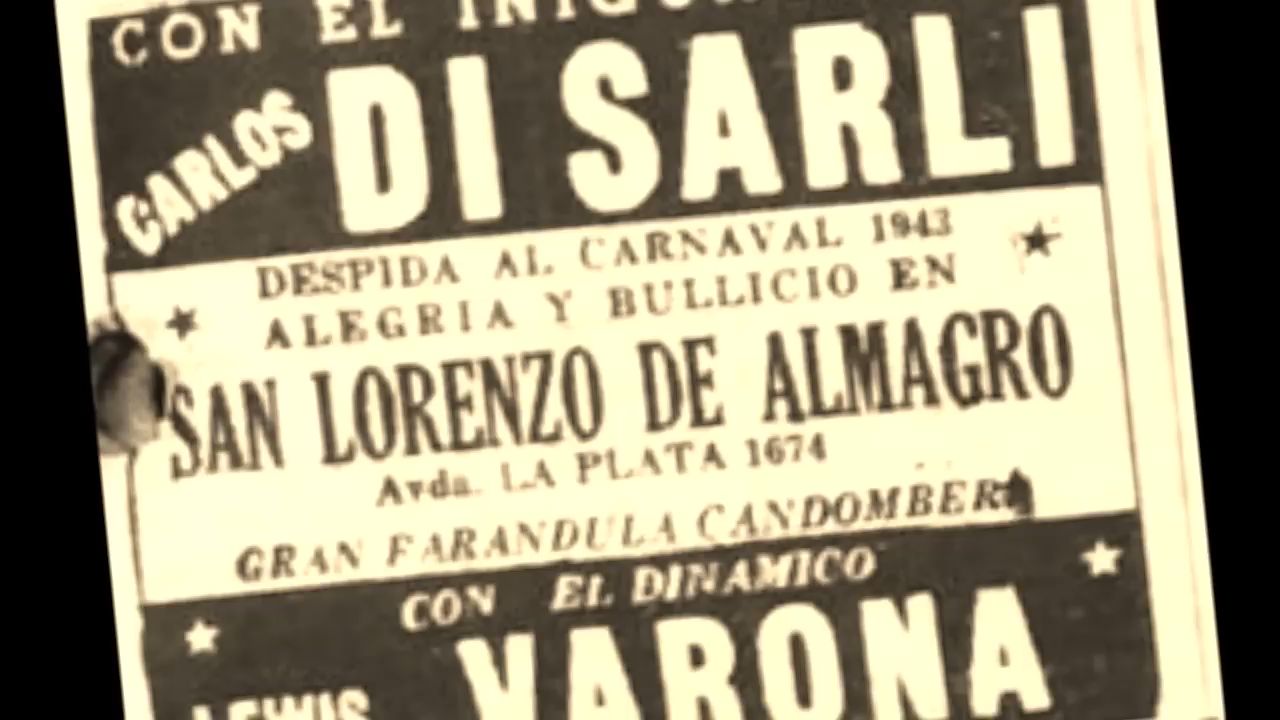 CON EL
CARLOS DI SARLI
DESPIDA AL CARNAVAL 1943
ALEGRIA Y BULLICIO EN
SAN LORENZO DE ALMAGRO
Avda. LA PLATA 1674
GRAN FARANDULA CANDOMBERA
CON EL DINAMICO
LEWIS VARONA